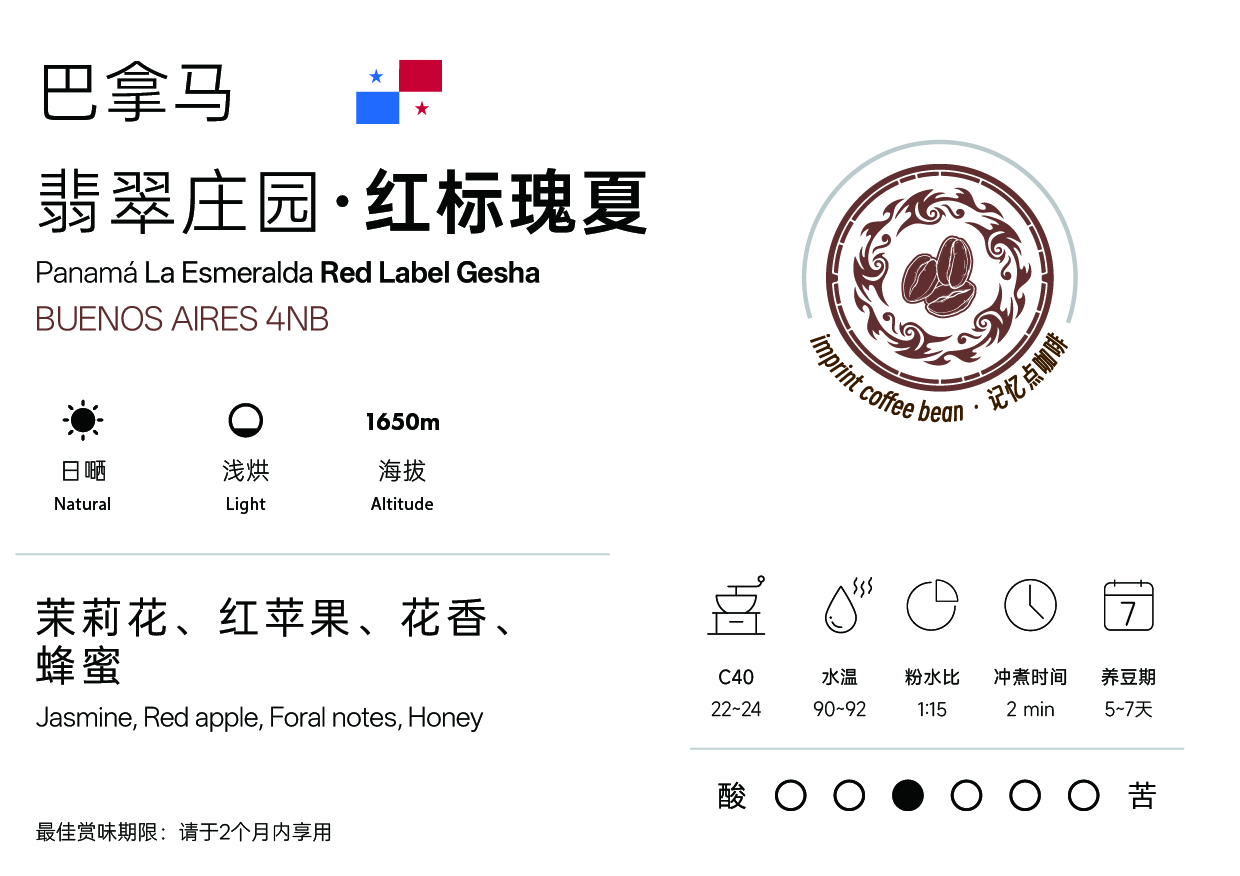 巴拿马
翡翠庄园·红标瑰夏
Panamá La Esmeralda Red Label Gesha
BUENOS AIRES 4NB
imprint coffee bean · 记忆点咖啡
1650m
日晒 浅烘 海拔
Natural Light Altitude
茉莉花、红苹果、花香、
蜂蜜
Jasmine, Red apple, Foral notes, Honey
7
C40 水温 粉水比 冲煮时间 养豆期
22~24 90~92 1:15 2 min 5~7天
酸 苦
最佳赏味期限：请于2个月内享用